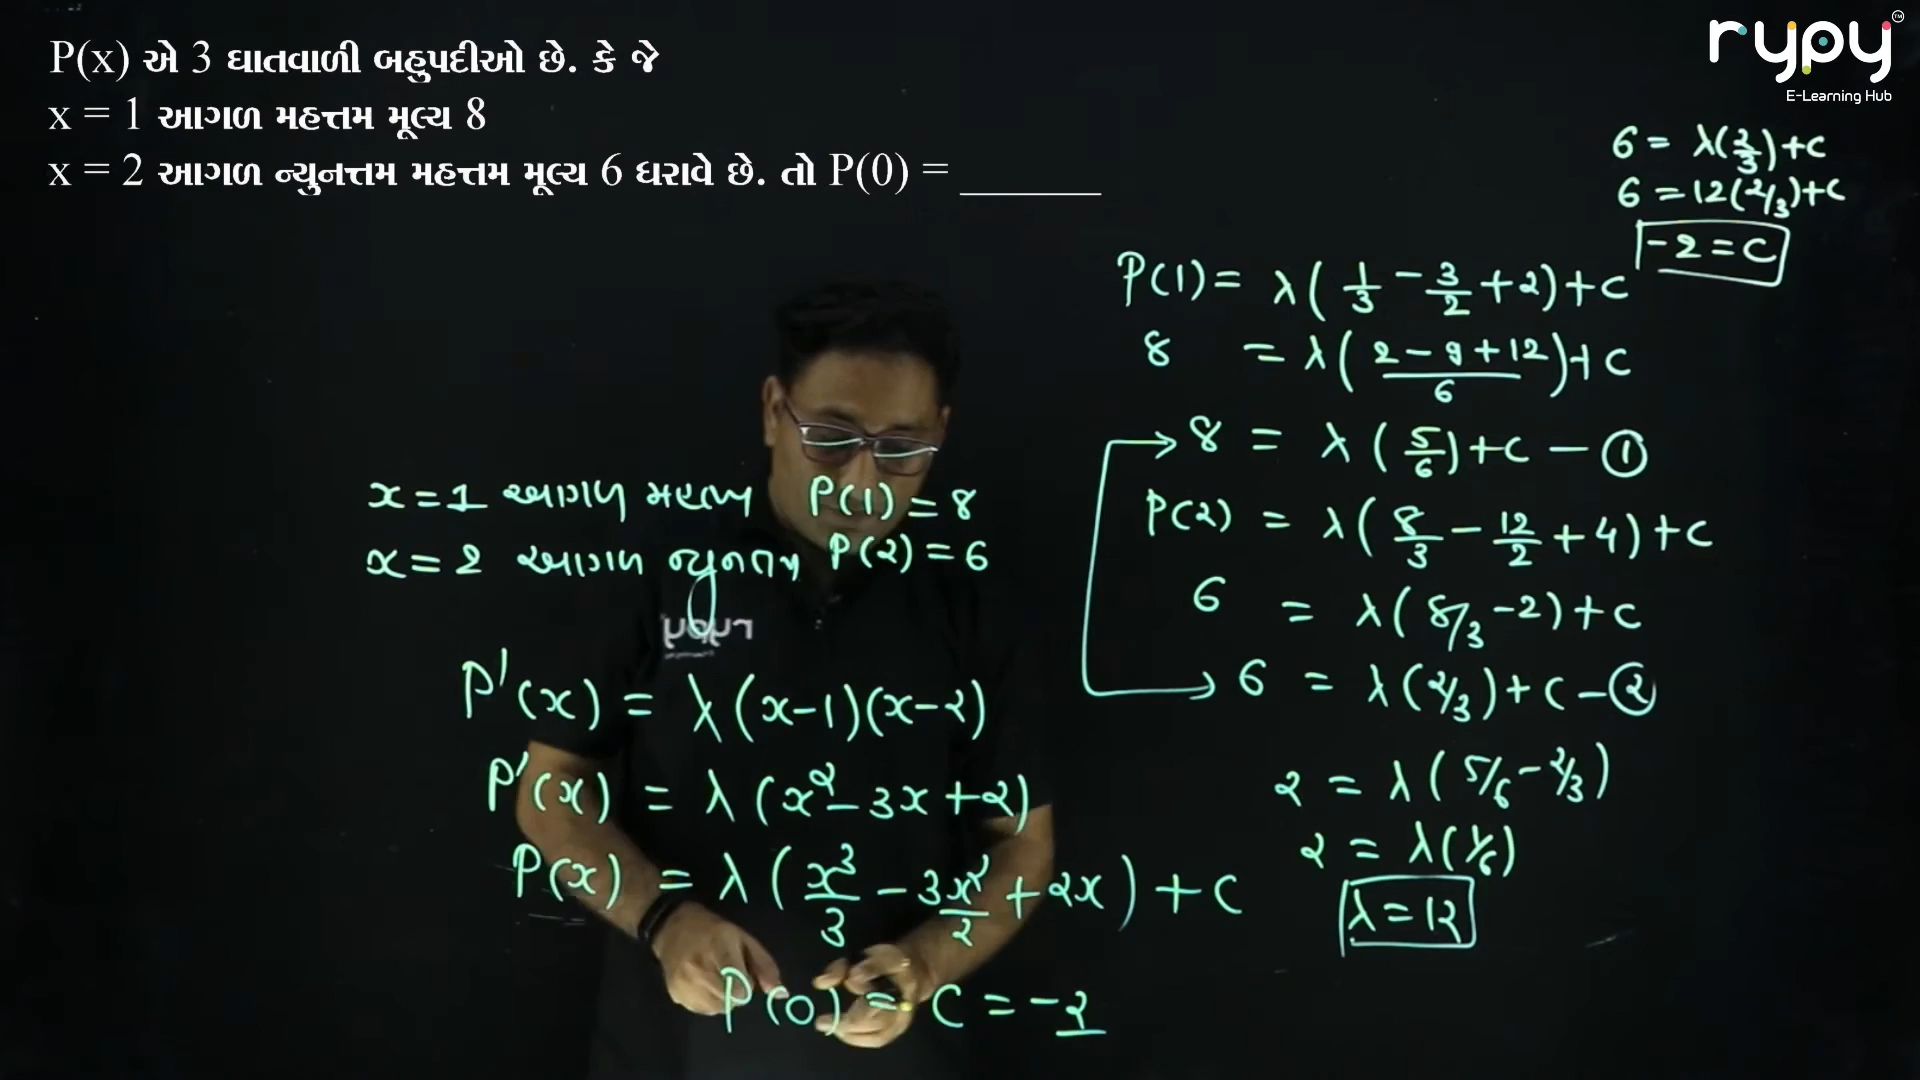 P(x) એ 3 ઘાતવાળી બહુપદીઓ છે. કે જે
x = 1 આગળ મહત્તમ મૂલ્ય 8
x = 2 આગળ ન્યુનત્તમ મહત્તમ મૂલ્ય 6 ધરાવે છે. તો P(0) = ______
rypy TM
E-Learning Hub
x = 1 આગળ મહત્તમ P(1) = 8
x = 2 આગળ ન્યુનત્તમ P(2) = 6
P'(x) = λ(x-1)(x-2)
P'(x) = λ(x² - 3x + 2)
P(x) = λ(x³/3 - 3x²/2 + 2x) + C
P(0) = C = -2
P(1) = λ(1/3 - 3/2 + 2) + C
8 = λ((2 - 9 + 12)/6) + C
8 = λ(5/6) + C - ①
P(2) = λ(8/3 - 12/2 + 4) + C
6 = λ(8/3 - 2) + C
6 = λ(2/3) + C - ②
2 = λ(5/6 - 2/3)
2 = λ(1/6)
λ = 12
6 = λ(2/3) + C
6 = 12(2/3) + C
-2 = C